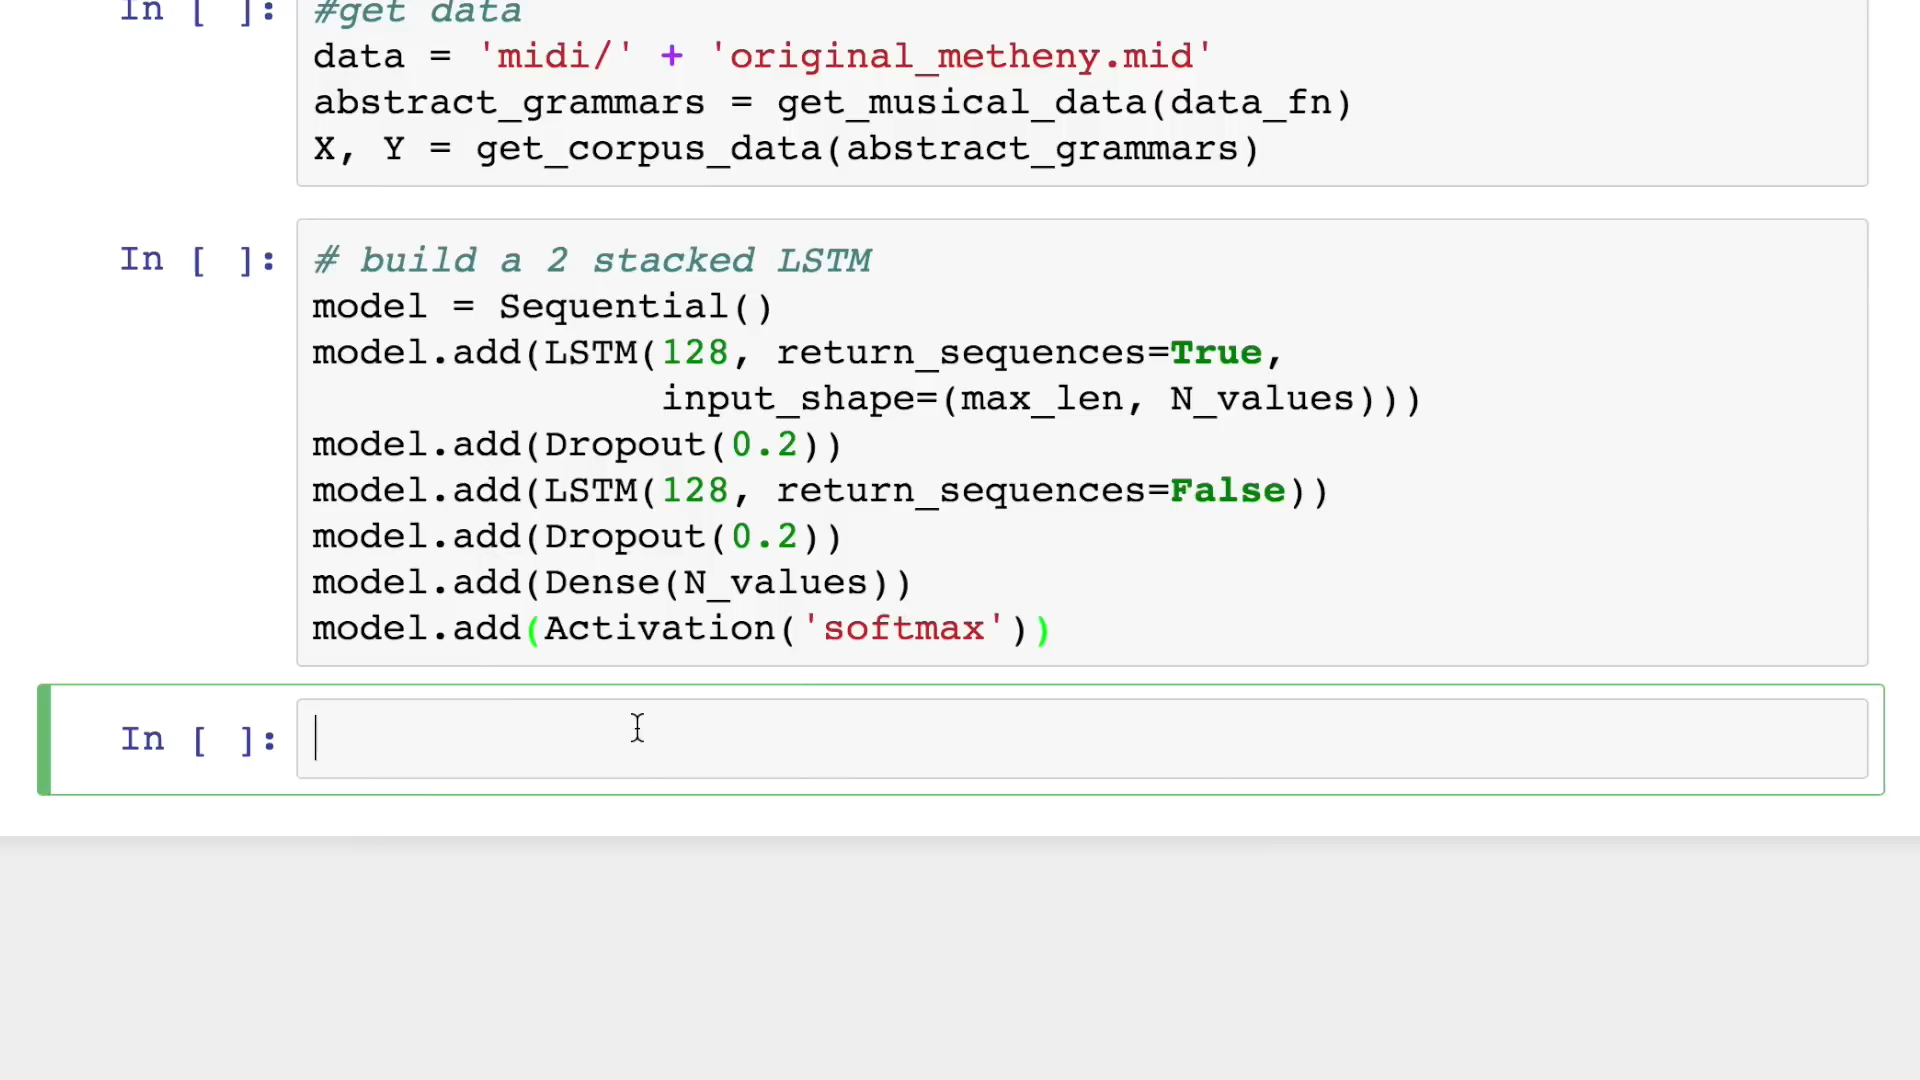 In [ ]: #get data
data = 'midi/' + 'original_metheny.mid'
abstract_grammars = get_musical_data(data_fn)
X, Y = get_corpus_data(abstract_grammars)
In [ ]: # build a 2 stacked LSTM
model = Sequential()
model.add(LSTM(128, return_sequences=True,
input_shape=(max_len, N_values)))
model.add(Dropout(0.2))
model.add(LSTM(128, return_sequences=False))
model.add(Dropout(0.2))
model.add(Dense(N_values))
model.add(Activation('softmax'))
In [ ]: